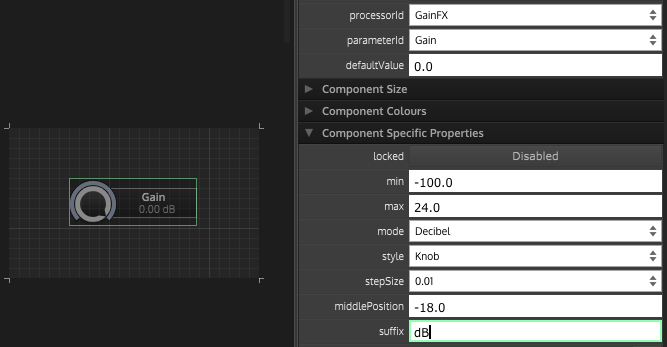 processorId GainFX
parameterId Gain
defaultValue 0.0
Component Size
Component Colours
Component Specific Properties
locked Disabled
min -100.0
max 24.0
mode Decibel
style Knob
stepSize 0.01
middlePosition -18.0
suffix dB
Gain
0.00 dB